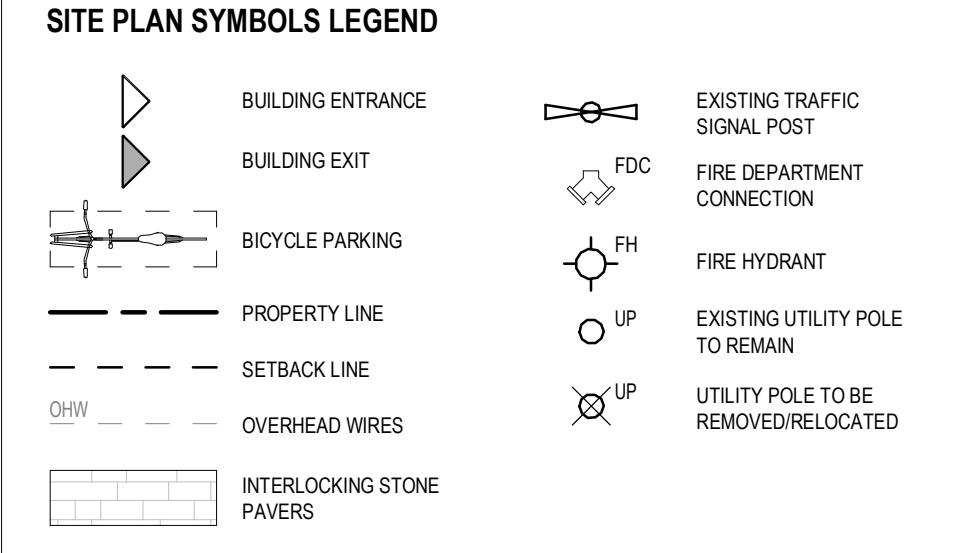 SITE PLAN SYMBOLS LEGEND
BUILDING ENTRANCE
BUILDING EXIT
BICYCLE PARKING
PROPERTY LINE
SETBACK LINE
OHW
OVERHEAD WIRES
INTERLOCKING STONE
PAVERS
EXISTING TRAFFIC
SIGNAL POST
FDC
FIRE DEPARTMENT
CONNECTION
FH
FIRE HYDRANT
UP
EXISTING UTILITY POLE
TO REMAIN
UP
UTILITY POLE TO BE
REMOVED/RELOCATED